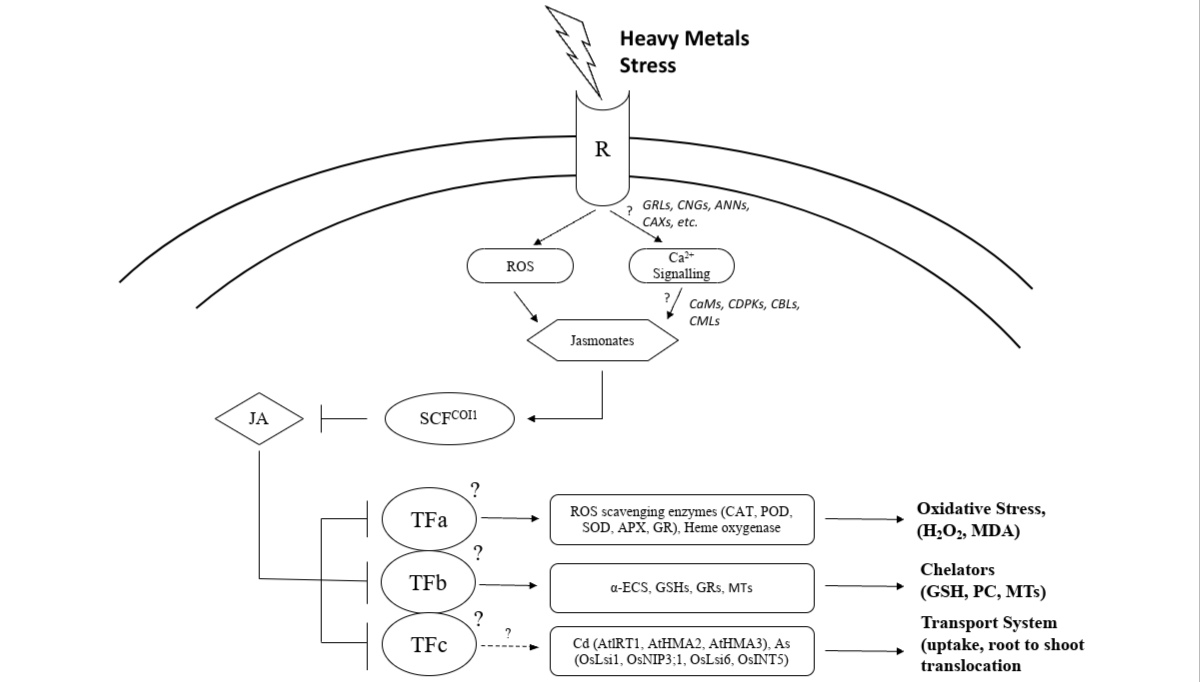 Heavy Metals
Stress
R
? GRLs, CNGs, ANNs,
CAXs, etc.
ROS
Ca²⁺
Signalling
? CaMs, CDPKs, CBLs,
CMLs
Jasmonates
JA
SCFᶜᴼᴵ¹
?
TFa
ROS scavenging enzymes (CAT, POD,
SOD, APX, GR), Heme oxygenase
Oxidative Stress,
(H₂O₂, MDA)
?
TFb
α-ECS, GSHs, GRs, MTs
Chelators
(GSH, PC, MTs)
?
TFc
?
Cd (AtIRT1, AtHMA2, AtHMA3), As
(OsLsi1, OsNIP3;1, OsLsi6, OsINT5)
Transport System
(uptake, root to shoot
translocation